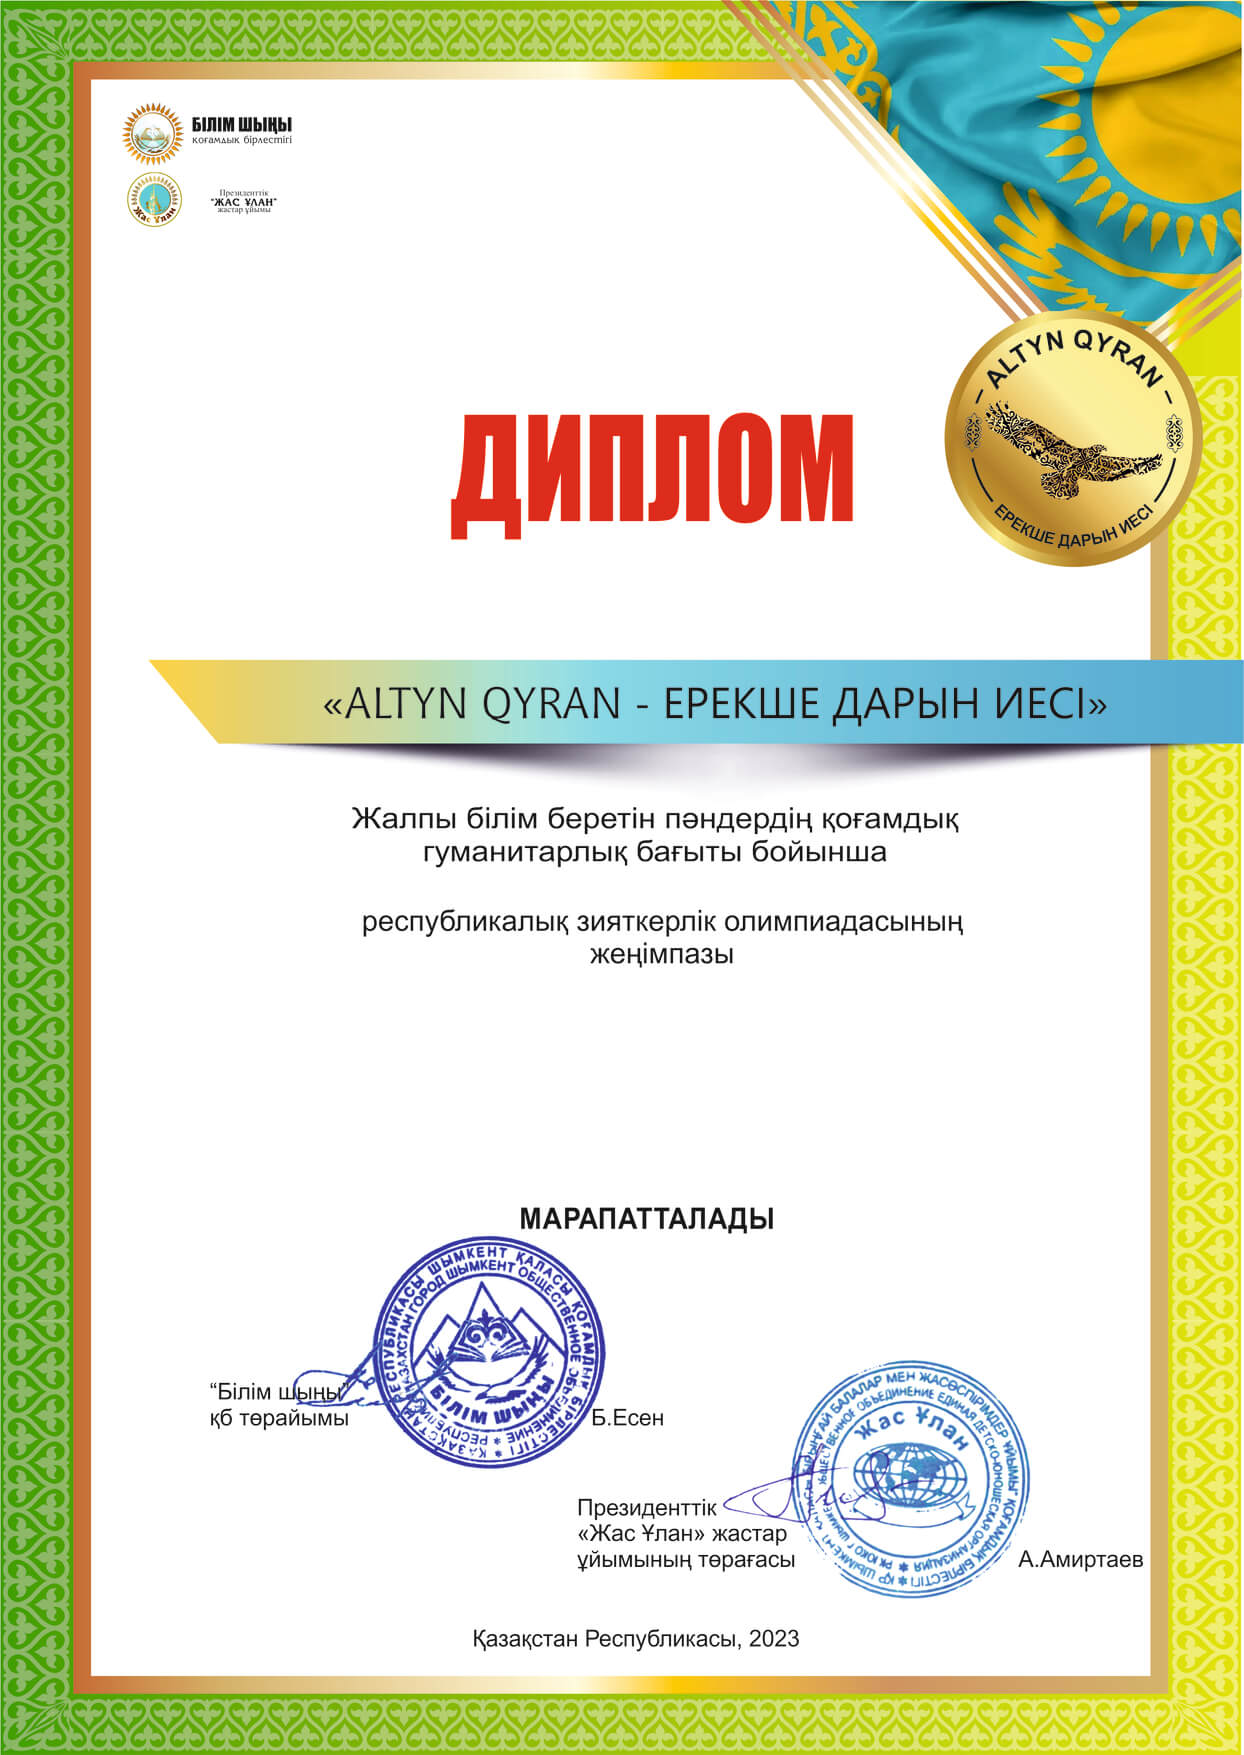 БІЛІМ ШЫҢЫ
қоғамдық бірлестігі
Президенттік
"ЖАС ҰЛАН"
жастар ұйымы
Жас Ұлан
ALTYN QYRAN
ЕРЕКШЕ ДАРЫН ИЕСІ
ДИПЛОМ
«ALTYN QYRAN - ЕРЕКШЕ ДАРЫН ИЕСІ»
Жалпы білім беретін пәндердің қоғамдық
гуманитарлық бағыты бойынша
республикалық зияткерлік олимпиадасының
жеңімпазы
МАРАПАТТАЛАДЫ
“Білім шыңы”
қб төрайымы
Б.Есен
ҚАЗАҚСТАН РЕСПУБЛИКАСЫ ШЫМКЕНТ ҚАЛАСЫ ҚОҒАМДЫҚ БІРЛЕСТІГІ
РЕСПУБЛИКА КАЗАХСТАН ГОРОД ШЫМКЕНТ ОБЩЕСТВЕННОЕ ОБЪЕДИНЕНИЕ
БІЛІМ ШЫҢЫ
Президенттік
«Жас Ұлан» жастар
ұйымының төрағасы
А.Амиртаев
БІРЫҢҒАЙ БАЛАЛАР МЕН ЖАСӨСПІРІМДЕР ҰЙЫМЫ" ҚОҒАМДЫҚ БІРЛЕСТІГІ
ОБЩЕСТВЕННОЕ ОБЪЕДИНЕНИЕ ЕДИНАЯ ДЕТСКО-ЮНОШЕСКАЯ ОРГАНИЗАЦИЯ
Жас Ұлан
Қазақстан Республикасы, 2023